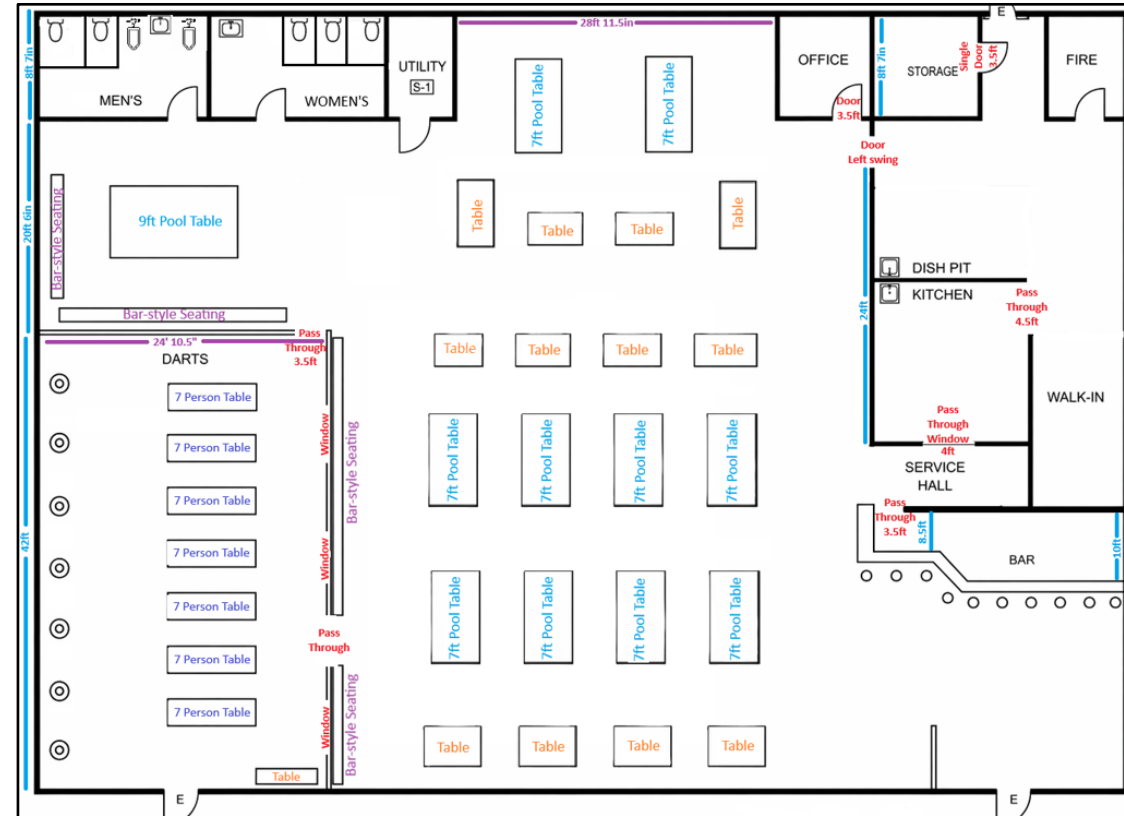 E
28ft 11.5in
8ft 7in
MEN'S
WOMEN'S
UTILITY
S-1
7ft Pool Table
7ft Pool Table
OFFICE
Door
3.5ft
8ft 7in
STORAGE
Single
Door
3.5ft
FIRE
Door
Left swing
20ft 6in
Bar-style Seating
9ft Pool Table
Bar-style Seating
Table
Table
Table
Table
DISH PIT
KITCHEN
Pass
Through
4.5ft
24ft
24' 10.5"
DARTS
Pass
Through
3.5ft
Table
Table
Table
Table
42ft
7 Person Table
7 Person Table
7 Person Table
7 Person Table
7 Person Table
7 Person Table
7 Person Table
Window
Window
Window
Bar-style Seating
Bar-style Seating
Pass
Through
7ft Pool Table
7ft Pool Table
7ft Pool Table
7ft Pool Table
7ft Pool Table
7ft Pool Table
7ft Pool Table
7ft Pool Table
WALK-IN
Pass
Through
Window
4ft
SERVICE
HALL
Pass
Through
3.5ft
8.5ft
BAR
10ft
Table
Table
Table
Table
Table
E
E